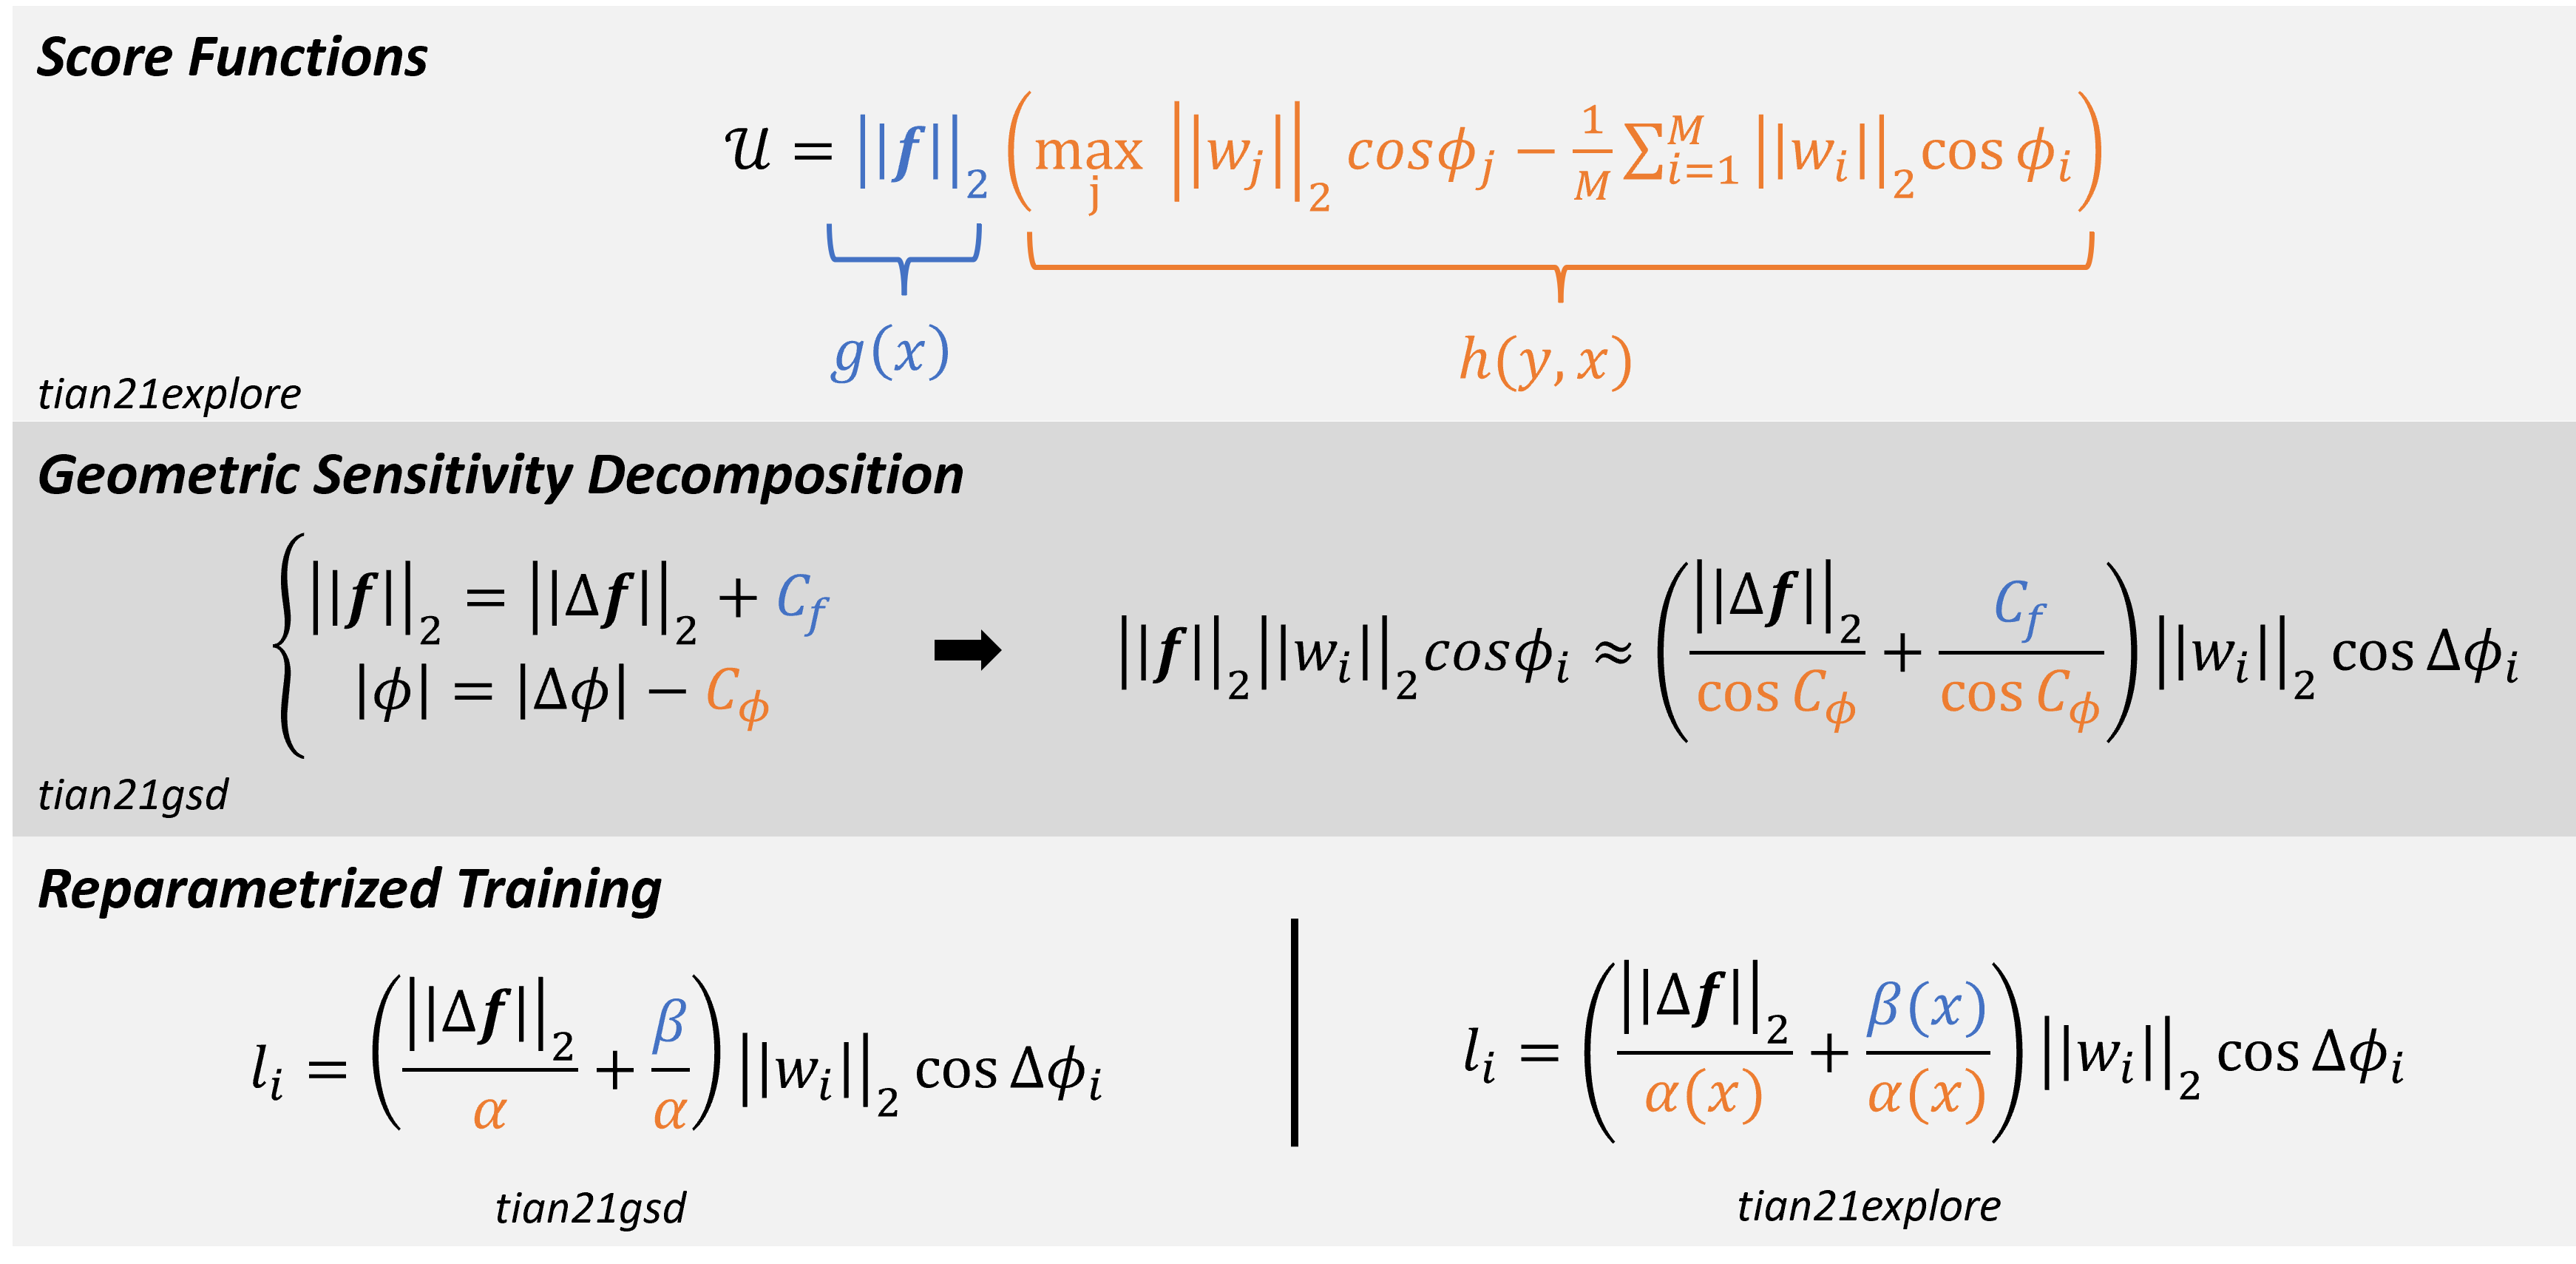 Score Functions
𝒰 = ||f||₂ (max_j ||w_j||₂ cosϕ_j − 1/M ∑_{i=1}^{M} ||w_i||₂ cos ϕ_i)
g(x) h(y, x)
tian21explore
Geometric Sensitivity Decomposition
{ ||f||₂ = ||Δf||₂ + C_f
|ϕ| = |Δϕ| − C_ϕ
➡ ||f||₂||w_i||₂cosϕ_i ≈ (||Δf||₂ / cos C_ϕ + C_f / cos C_ϕ) ||w_i||₂ cos Δϕ_i
tian21gsd
Reparametrized Training
l_i = (||Δf||₂ / α + β / α) ||w_i||₂ cos Δϕ_i
tian21gsd
l_i = (||Δf||₂ / α(x) + β(x) / α(x)) ||w_i||₂ cos Δϕ_i
tian21explore